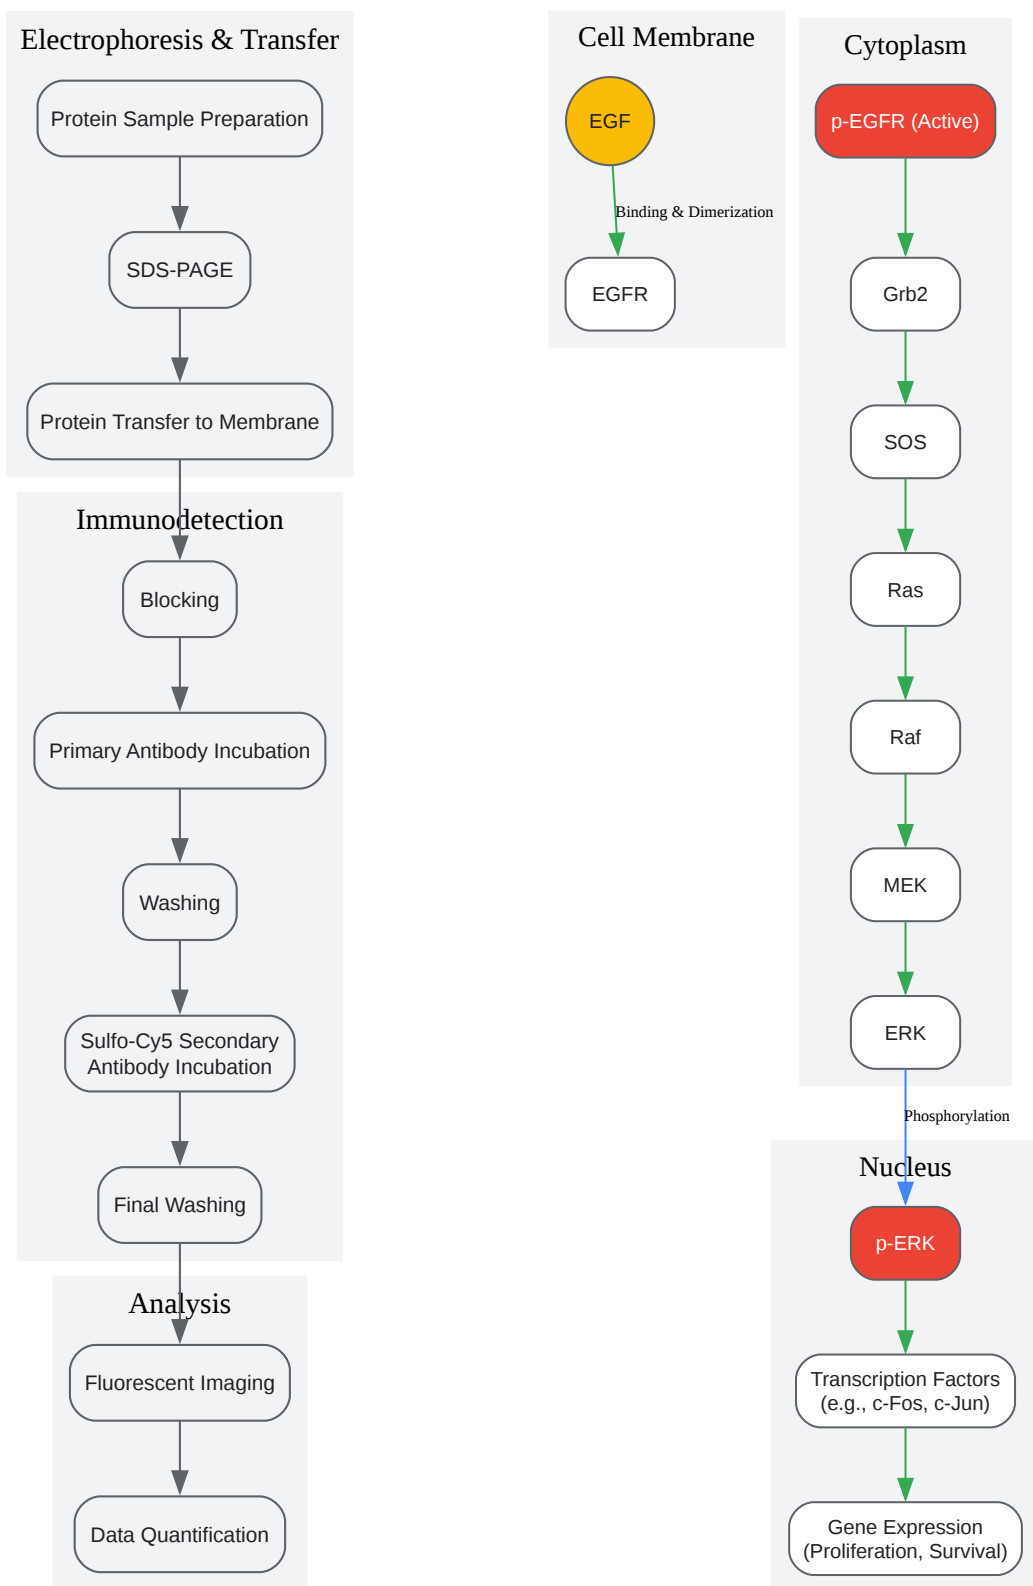 Electrophoresis & Transfer
Protein Sample Preparation
SDS-PAGE
Protein Transfer to Membrane
Immunodetection
Blocking
Primary Antibody Incubation
Washing
Sulfo-Cy5 Secondary
Antibody Incubation
Final Washing
Analysis
Fluorescent Imaging
Data Quantification
Cell Membrane
EGF
Binding & Dimerization
EGFR
Cytoplasm
p-EGFR (Active)
Grb2
SOS
Ras
Raf
MEK
ERK
Phosphorylation
Nucleus
p-ERK
Transcription Factors
(e.g., c-Fos, c-Jun)
Gene Expression
(Proliferation, Survival)